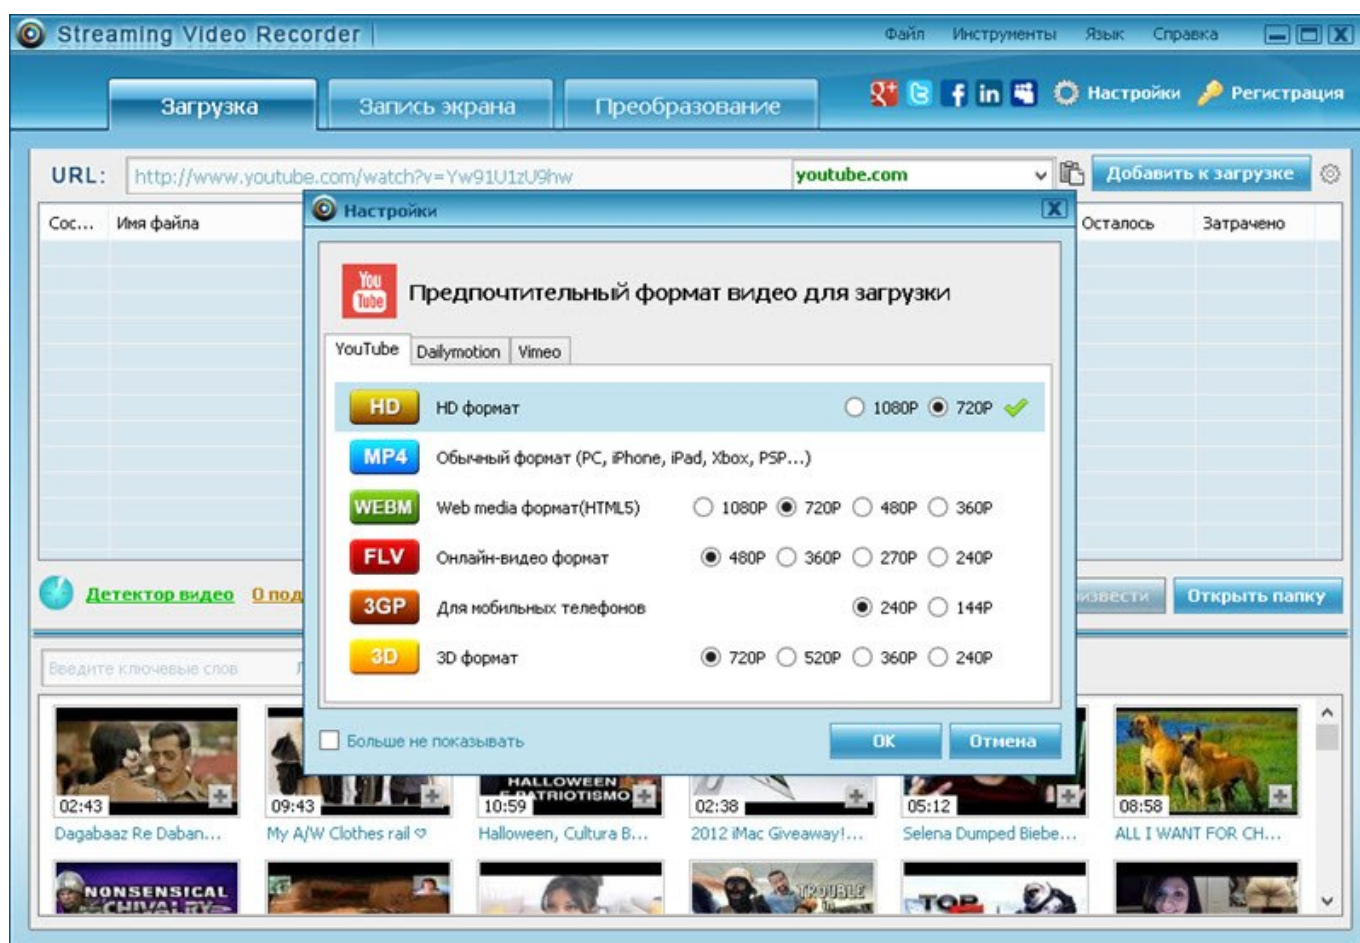 Streaming Video Recorder
Файл Инструменты Язык Справка
Загрузка Запись экрана Преобразование
Настройки Регистрация
URL: http://www.youtube.com/watch?v=Yw91U1zU9hw youtube.com Добавить к загрузке
Сос... Имя файла Осталось Затрачено
Настройки
You Tube
Предпочтительный формат видео для загрузки
YouTube Dailymotion Vimeo
HD HD формат 1080P 720P
MP4 Обычный формат (PC, iPhone, iPad, Xbox, PSP...)
WEBM Web media формат(HTML5) 1080P 720P 480P 360P
FLV Онлайн-видео формат 480P 360P 270P 240P
3GP Для мобильных телефонов 240P 144P
3D 3D формат 720P 520P 360P 240P
Больше не показывать OK Отмена
Детектор видео О под
извести Открыть папку
Введите ключевые слов
HALLOWEEN
E PATRIOTISMO
02:43 09:43 10:59 02:38 05:12 08:58
Dagabaaz Re Daban... My A/W Clothes rail ♡ Halloween, Cultura B... 2012 iMac Giveaway!... Selena Dumped Biebe... ALL I WANT FOR CH...
NONSENSICAL
CHIVALRY
TROUBLE
TOP